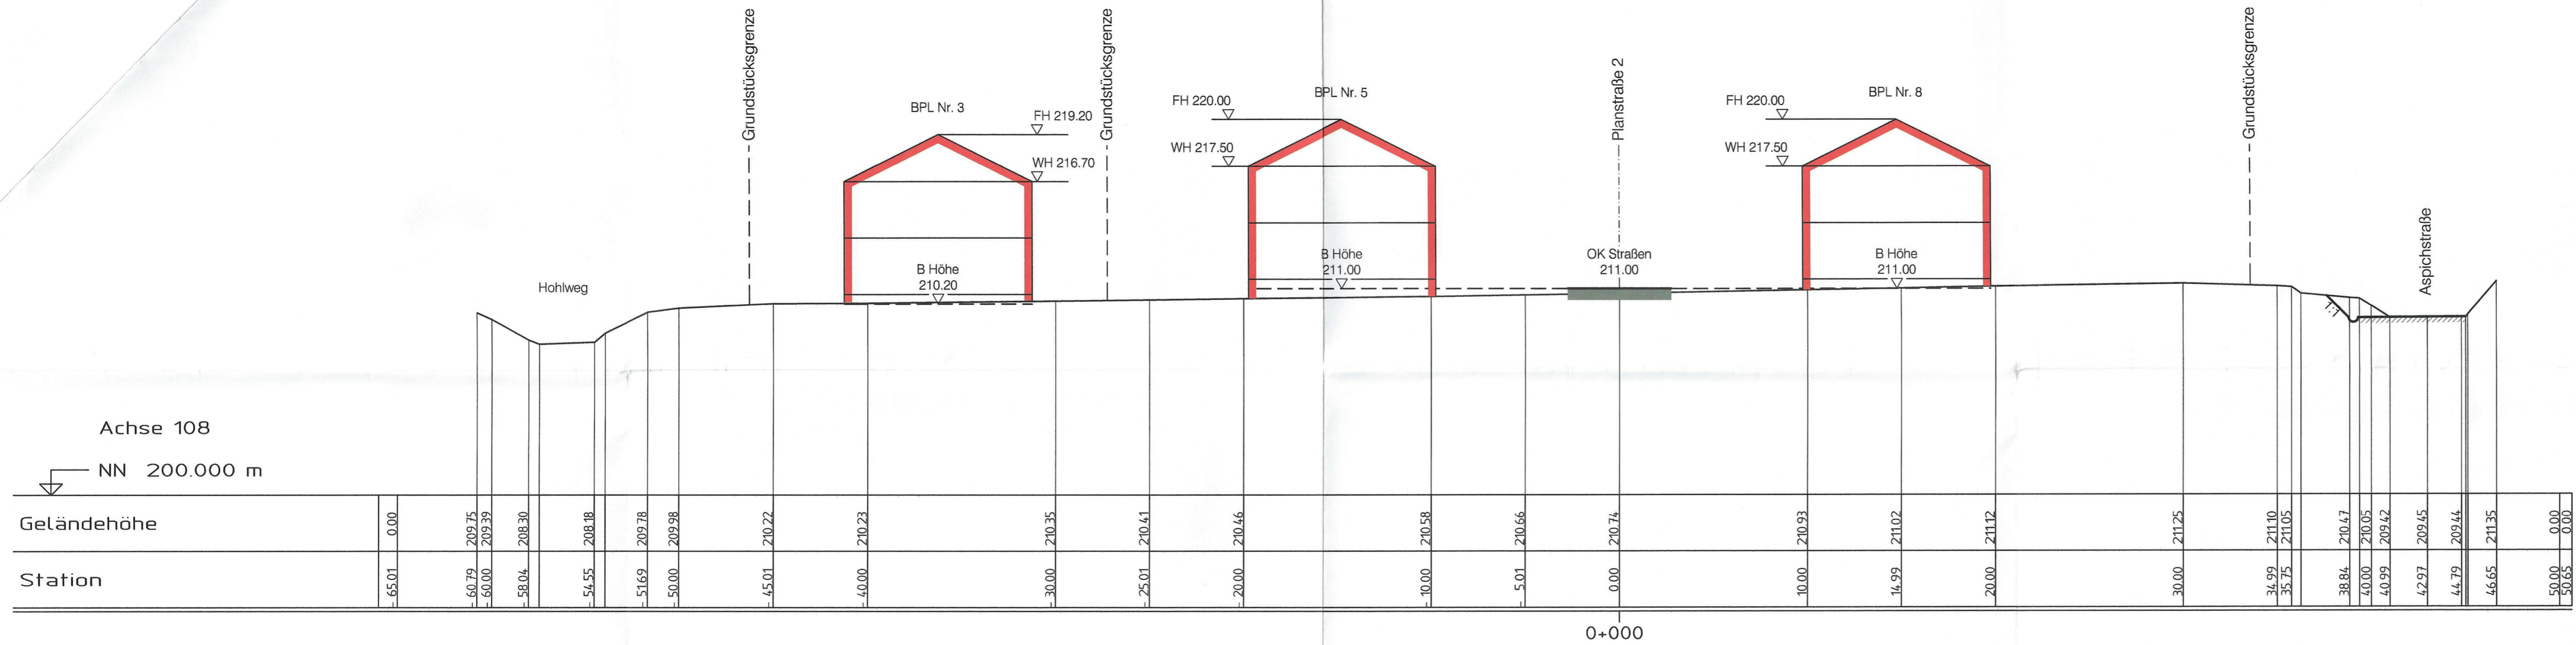 Grundstücksgrenze
Grundstücksgrenze
Planstraße 2
Grundstücksgrenze
BPL Nr. 3
FH 219.20
WH 216.70
B Höhe
210.20
BPL Nr. 5
FH 220.00
WH 217.50
B Höhe
211.00
OK Straßen
211.00
BPL Nr. 8
FH 220.00
WH 217.50
B Höhe
211.00
Hohlweg
Aspichstraße
1:1
Achse 108
NN 200.000 m
Geländehöhe 0.00 209.75 209.39 208.30 208.18 209.78 209.98 210.22 210.23 210.35 210.41 210.46 210.58 210.66 210.74 210.93 211.02 211.12 211.25 211.10 211.05 210.47 210.05 209.42 209.45 209.44 211.35 0.00 0.00
Station -65.01 -60.79 -60.00 -58.04 -54.55 -51.69 -50.00 -45.01 -40.00 -30.00 -25.01 -20.00 -10.00 -5.01 0.00 10.00 14.99 20.00 30.00 34.99 35.75 38.84 40.00 40.99 42.97 44.79 46.65 50.00 50.65
0+000